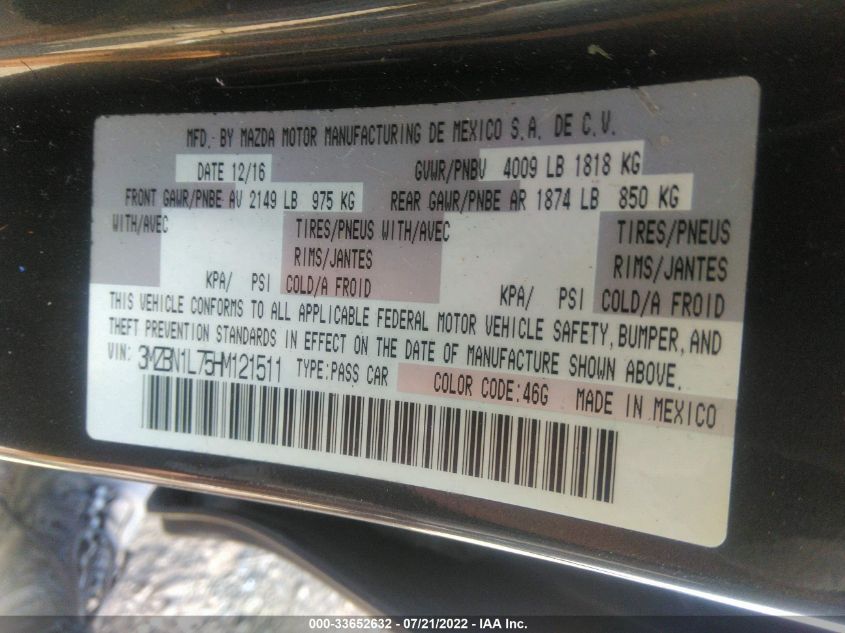 MFD. BY MAZDA MOTOR MANUFACTURING DE MEXICO S.A. DE C.V.
DATE 12/16 GVWR/PNBV 4009 LB 1818 KG
FRONT GAWR/PNBE AV 2149 LB 975 KG REAR GAWR/PNBE AR 1874 LB 850 KG
WITH/AVEC TIRES/PNEUS WITH/AVEC TIRES/PNEUS
RIMS/JANTES RIMS/JANTES
KPA/ PSI COLD/A FROID KPA/ PSI COLD/A FROID
THIS VEHICLE CONFORMS TO ALL APPLICABLE FEDERAL MOTOR VEHICLE SAFETY, BUMPER, AND
THEFT PREVENTION STANDARDS IN EFFECT ON THE DATE OF MANUFACTURE SHOWN ABOVE.
VIN: 3MZBN1L75HM121511 TYPE:PASS CAR COLOR CODE:46G MADE IN MEXICO
000-33652632 - 07/21/2022 - IAA Inc.